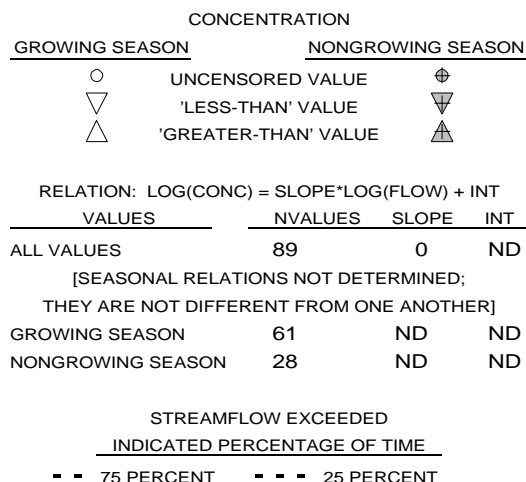 CONCENTRATION
GROWING SEASON NONGROWING SEASON
UNCENSORED VALUE
'LESS-THAN' VALUE
'GREATER-THAN' VALUE
RELATION: LOG(CONC) = SLOPE*LOG(FLOW) + INT
VALUES NVALUES SLOPE INT
ALL VALUES 89 0 ND
[SEASONAL RELATIONS NOT DETERMINED;
THEY ARE NOT DIFFERENT FROM ONE ANOTHER]
GROWING SEASON 61 ND ND
NONGROWING SEASON 28 ND ND
STREAMFLOW EXCEEDED
INDICATED PERCENTAGE OF TIME
75 PERCENT 25 PERCENT